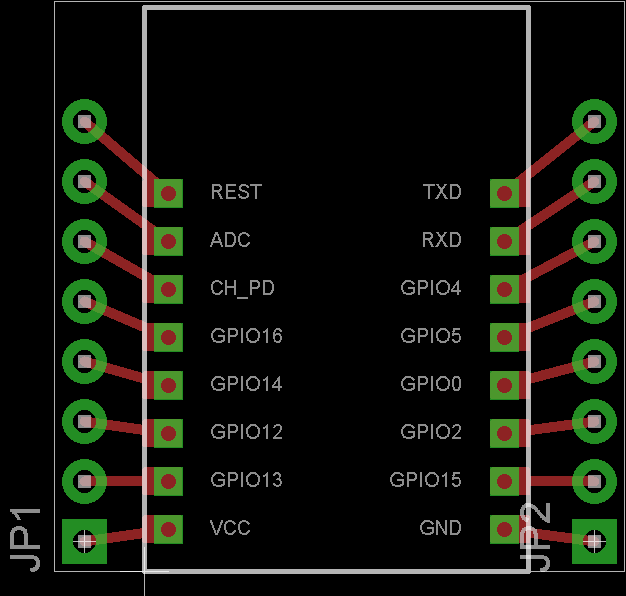 REST TXD
ADC RXD
CH_PD GPIO4
GPIO16 GPIO5
GPIO14 GPIO0
GPIO12 GPIO2
GPIO13 GPIO15
VCC GND
JP1 JP2